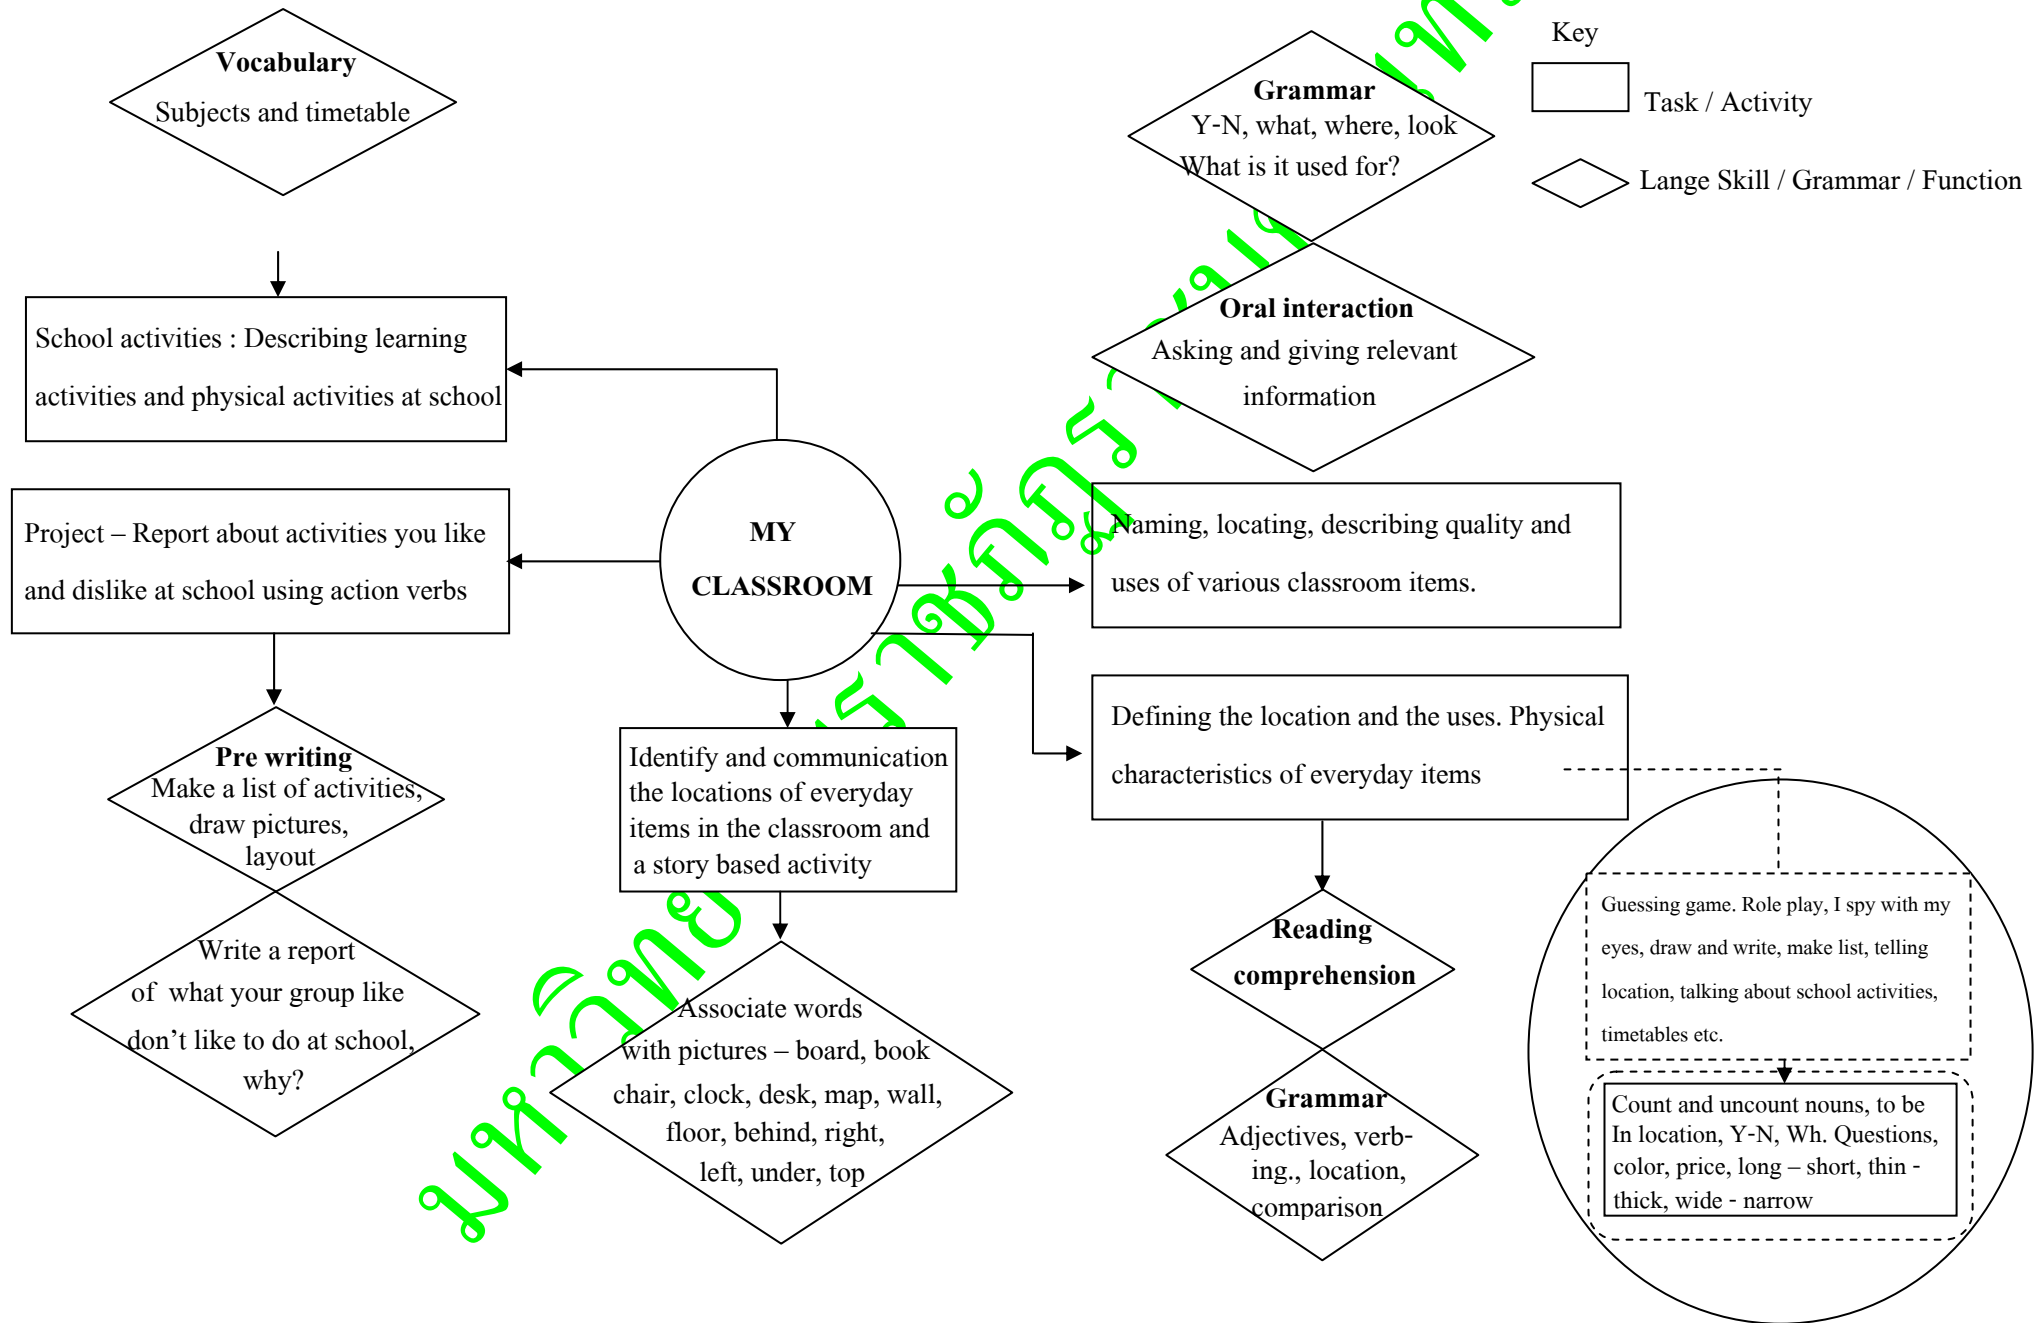 Vocabulary
Subjects and timetable
Grammar
Y-N, what, where, look
What is it used for?
Key
Task / Activity
Lange Skill / Grammar / Function
Oral interaction
Asking and giving relevant
information
School activities : Describing learning
activities and physical activities at school
Project – Report about activities you like
and dislike at school using action verbs
MY
CLASSROOM
Naming, locating, describing quality and
uses of various classroom items.
Defining the location and the uses. Physical
characteristics of everyday items
Pre writing
Make a list of activities,
draw pictures,
layout
Write a report
of what your group like
don’t like to do at school,
why?
Identify and communication
the locations of everyday
items in the classroom and
a story based activity
Associate words
with pictures – board, book
chair, clock, desk, map, wall,
floor, behind, right,
left, under, top
Reading
comprehension
Grammar
Adjectives, verb-
ing., location,
comparison
Guessing game. Role play, I spy with my
eyes, draw and write, make list, telling
location, talking about school activities,
timetables etc.
Count and uncount nouns, to be
In location, Y-N, Wh. Questions,
color, price, long – short, thin -
thick, wide - narrow